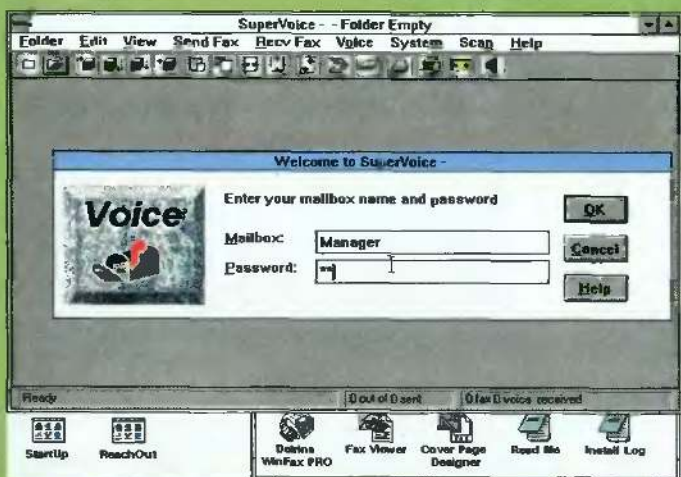 SuperVoice - - Folder Empty
Folder Edit View Send Fax Recv Fax Voice System Scan Help
Welcome to SuperVoice -
Voice
Enter your mailbox name and password
Mailbox: Manager
Password: **
OK
Cancel
Help
Ready 0 out of 0 sent 0 fax 0 voice received
StartUp ReachOut Delrina WinFax PRO Fax Viewer Cover Page Designer Read Me Install Log